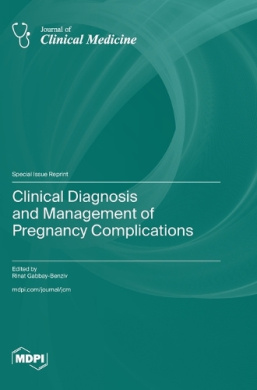 Journal of
Clinical Medicine
Special Issue Reprint
Clinical Diagnosis
and Management of
Pregnancy Complications
Edited by
Rinat Gabbay-Benziv
mdpi.com/journal/jcm
MDPI